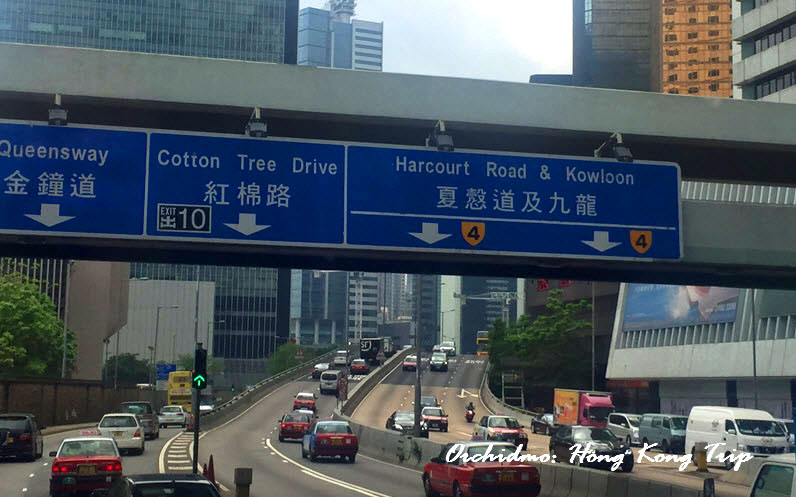 Queensway
金鐘道
Cotton Tree Drive
紅棉路
EXIT
出 10
Harcourt Road & Kowloon
夏慤道及九龍
4
4
Orchidmo: Hong Kong Trip